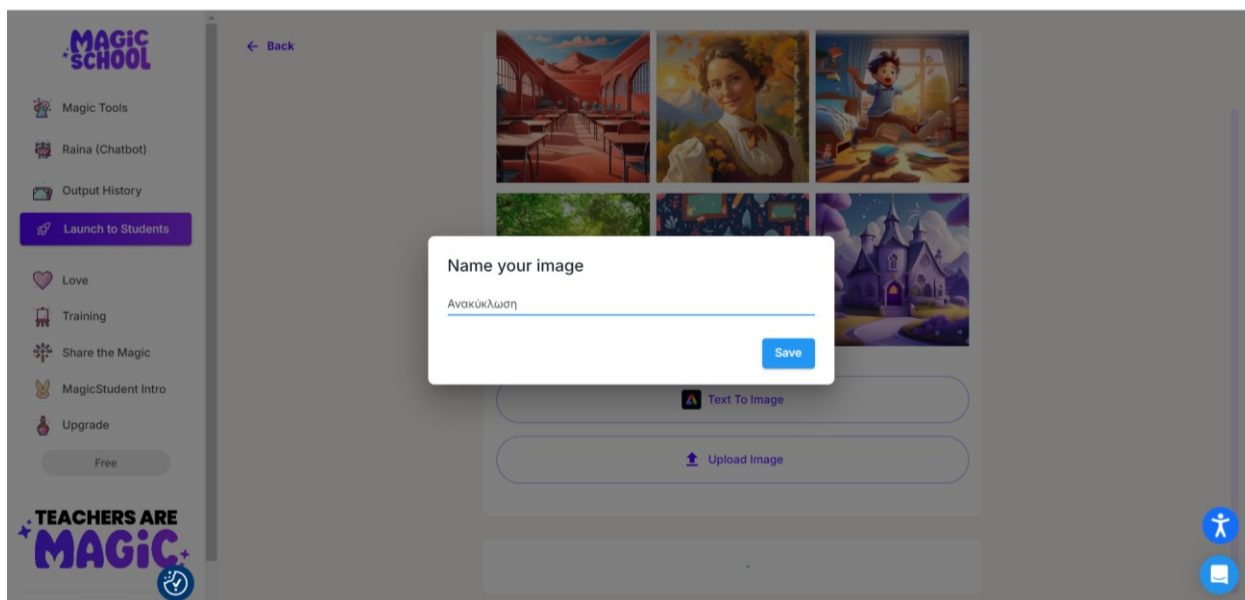 MAGIC SCHOOL
Magic Tools
Raina (Chatbot)
Output History
Launch to Students
Love
Training
Share the Magic
MagicStudent Intro
Upgrade
Free
TEACHERS ARE
MAGIC
Back
Name your image
Ανακύκλωση
Save
Text To Image
Upload Image